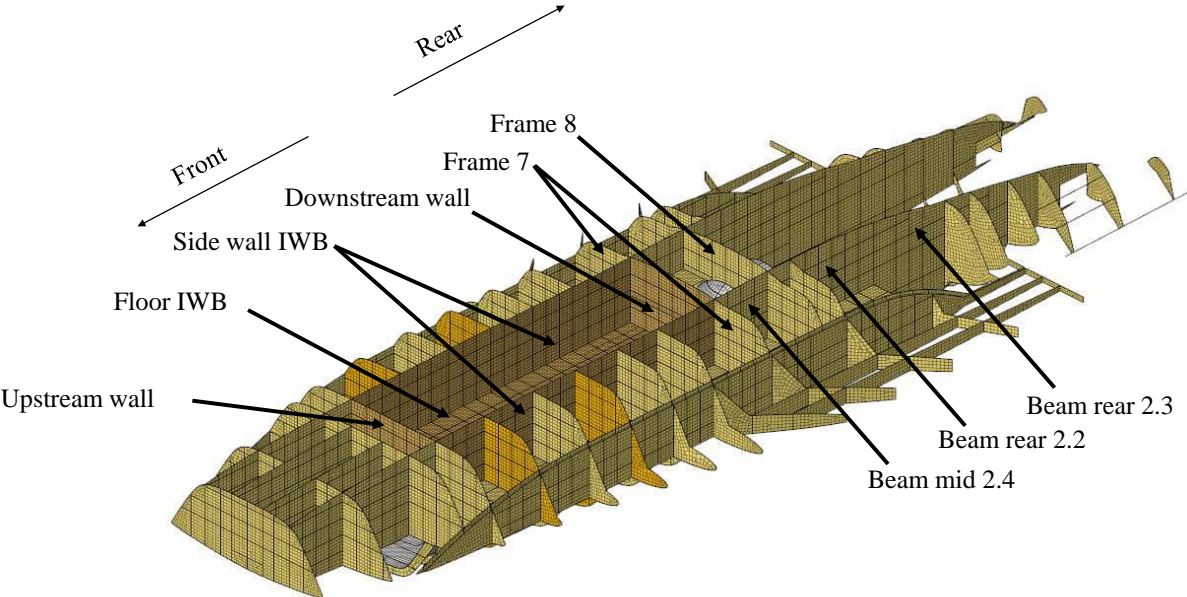 Rear
Front
Frame 8
Frame 7
Downstream wall
Side wall IWB
Floor IWB
Upstream wall
Beam rear 2.3
Beam rear 2.2
Beam mid 2.4